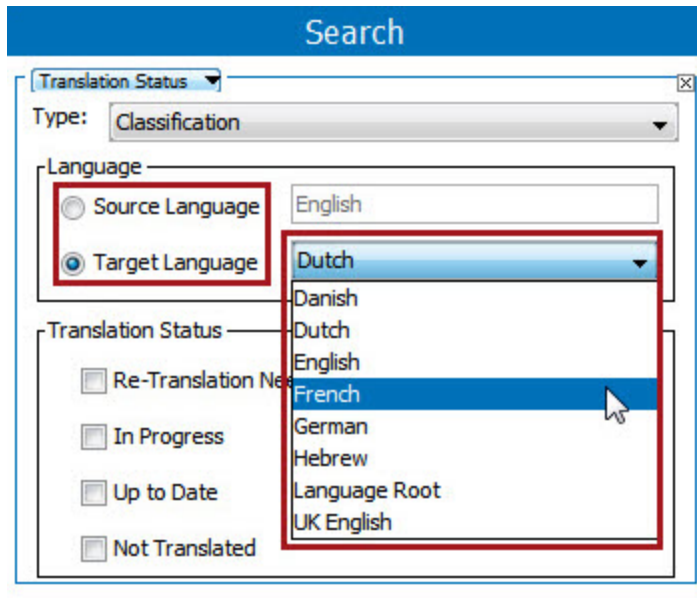 Search
Translation Status
Type: Classification
Language
Source Language English
Target Language Dutch
Danish
Dutch
Translation Status
English
Re-Translation Nee
French
German
In Progress
Hebrew
Language Root
Up to Date
UK English
Not Translated